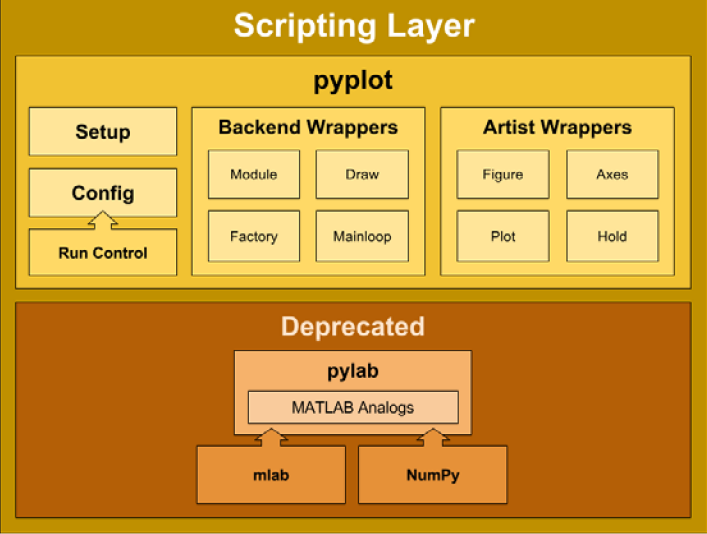 Scripting Layer
pyplot
Setup
Config
Run Control
Backend Wrappers
Module
Draw
Factory
Mainloop
Artist Wrappers
Figure
Axes
Plot
Hold
Deprecated
pylab
MATLAB Analogs
mlab
NumPy